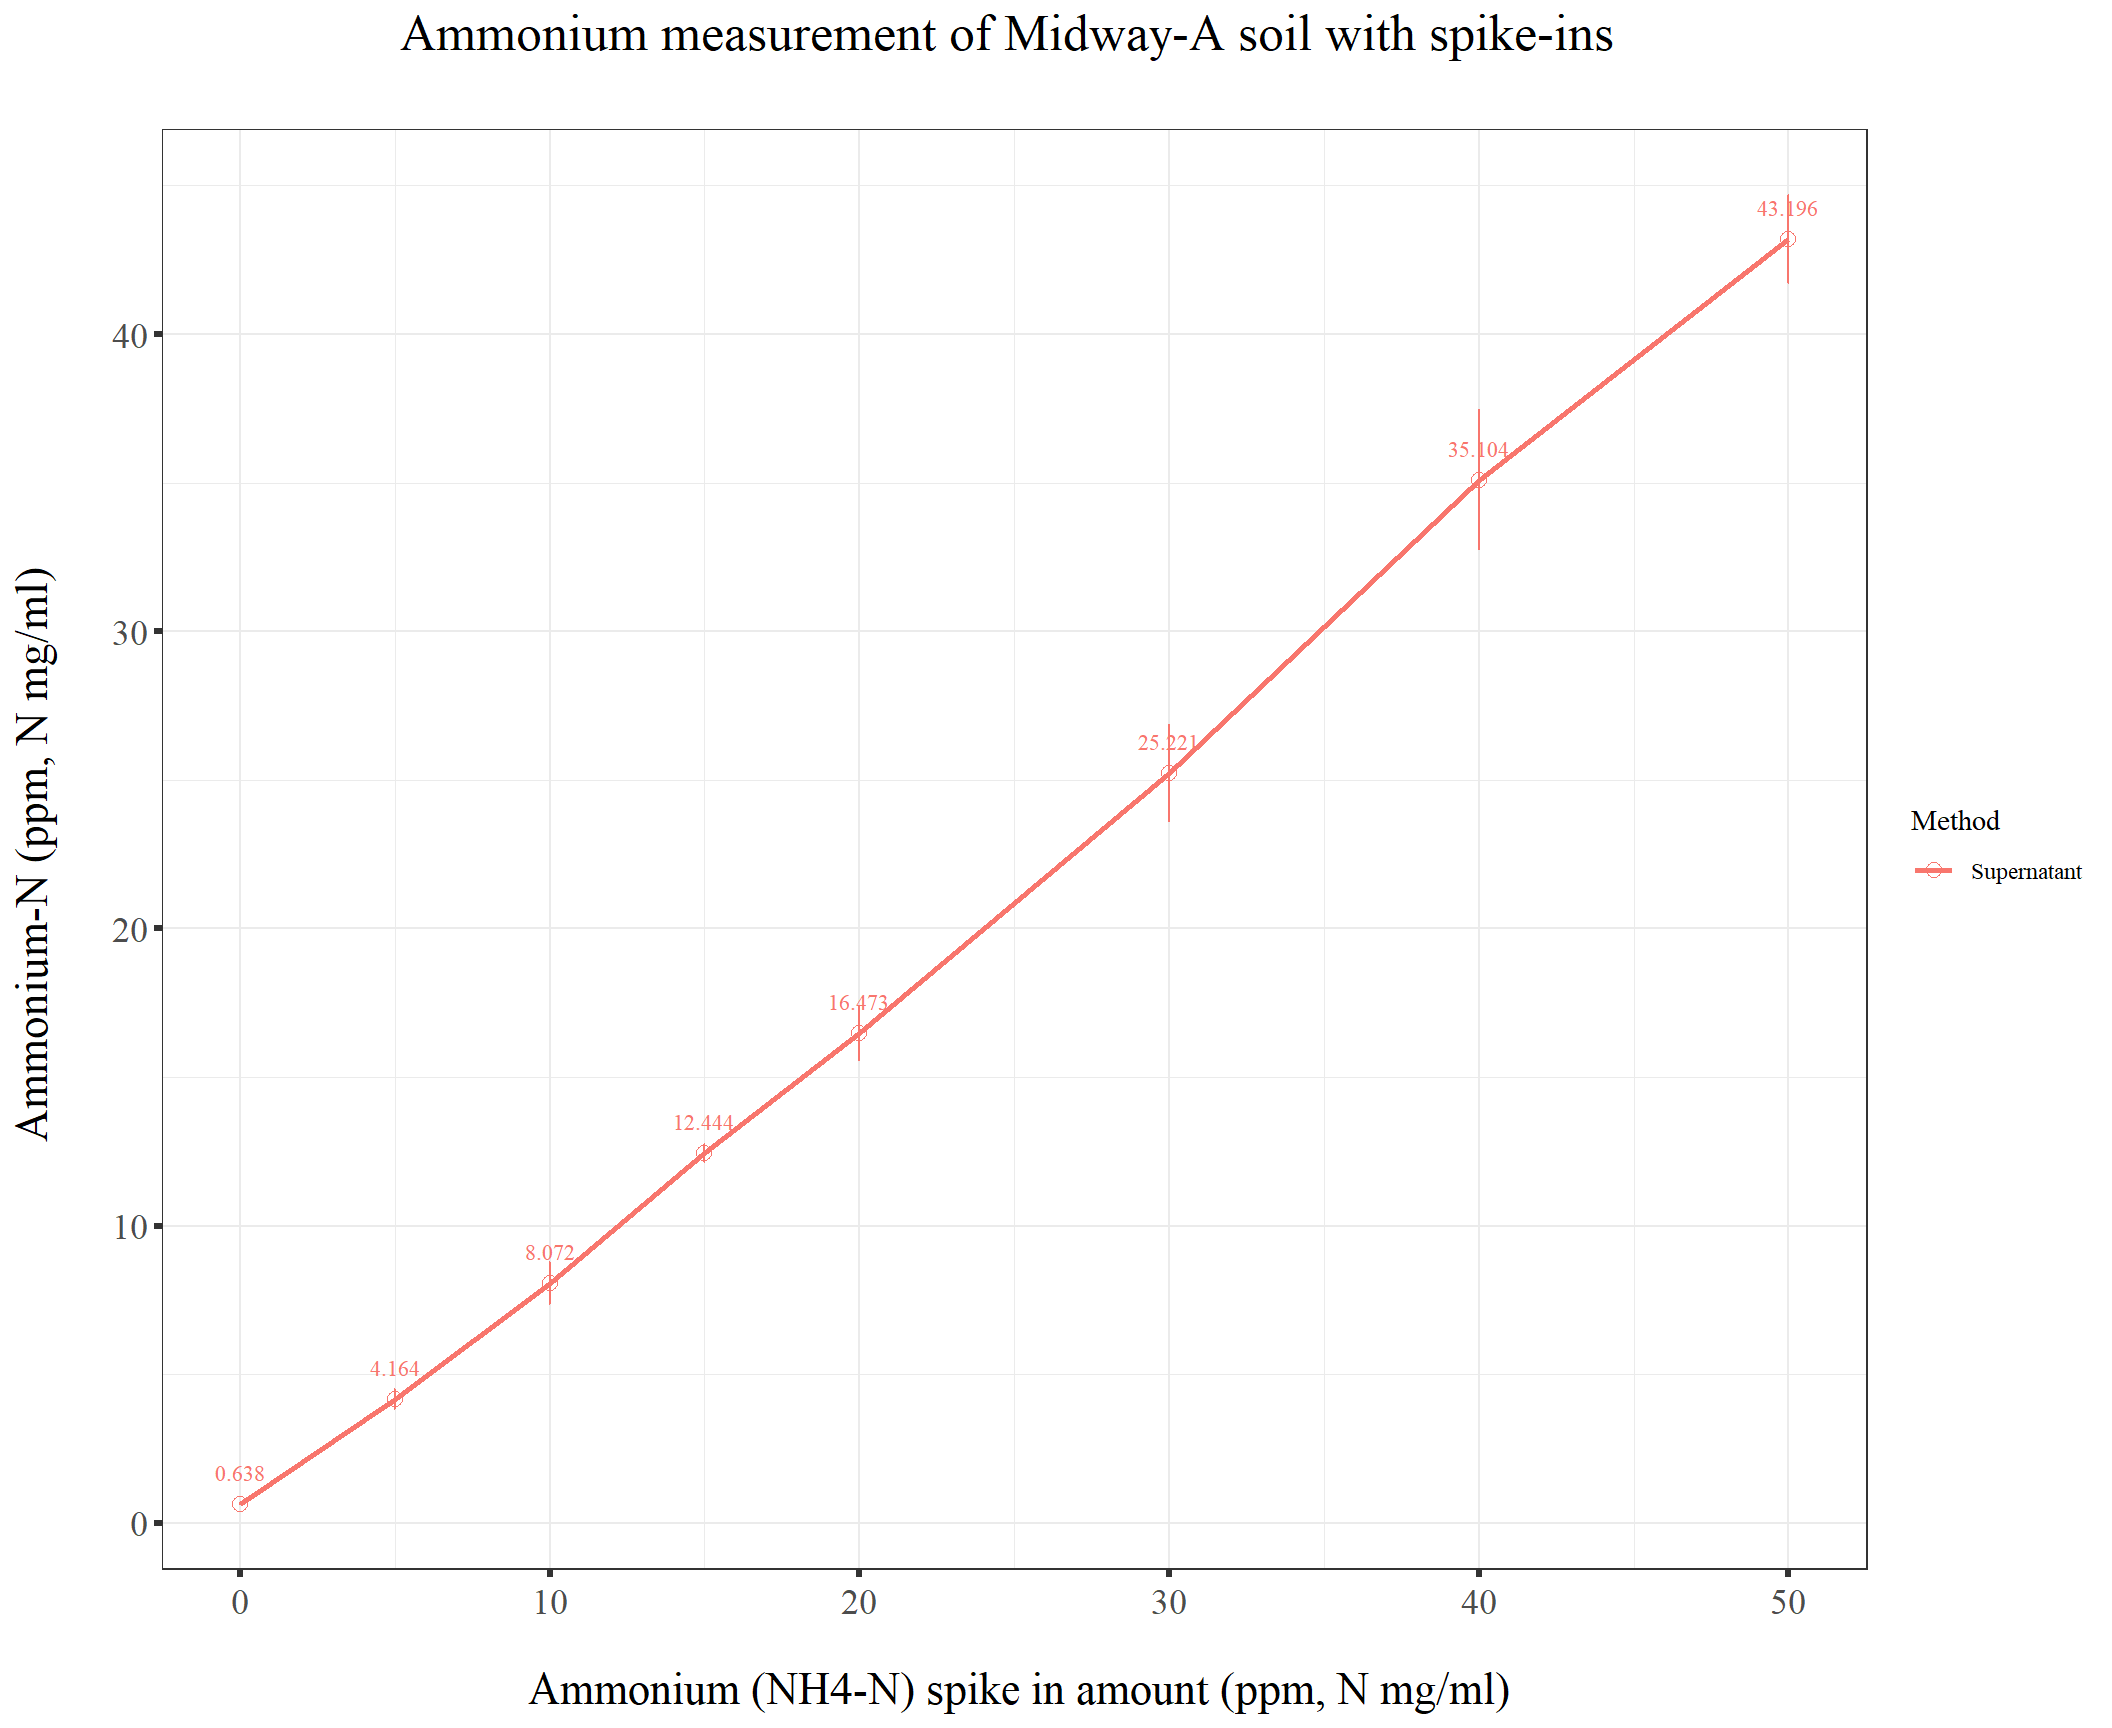 Ammonium measurement of Midway-A soil with spike-ins
Ammonium-N (ppm, N mg/ml)
40
30
20
10
0
43.196
35.104
25.221
16.473
12.444
8.072
4.164
0.638
0 10 20 30 40 50
Ammonium (NH4-N) spike in amount (ppm, N mg/ml)
Method
Supernatant